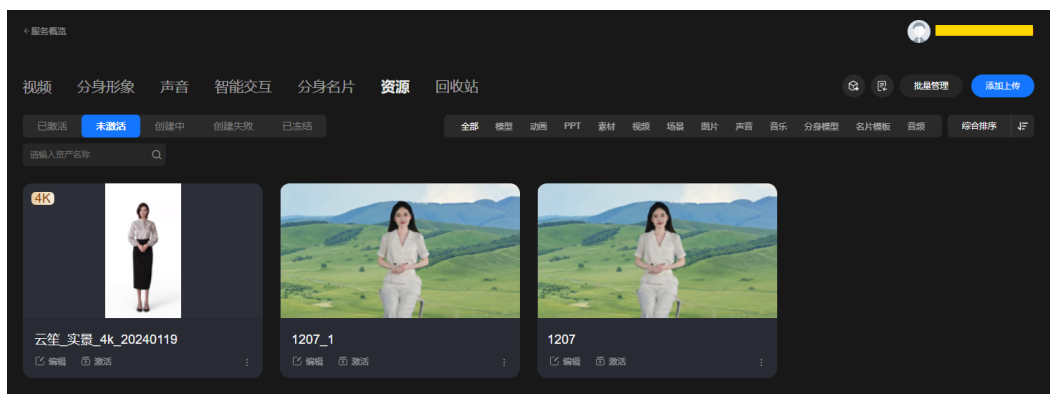 ←服务概览
视频 分身形象 声音 智能交互 分身名片 资源 回收站 批量管理 添加上传
已激活 未激活 创建中 创建失败 已冻结 全部 模型 动画 PPT 素材 视频 场景 图片 声音 音乐 分身模型 名片模板 音频 综合排序
请输入资产名称
4K
云笙_实景_4k_20240119 1207_1 1207
编辑 激活 编辑 激活 编辑 激活